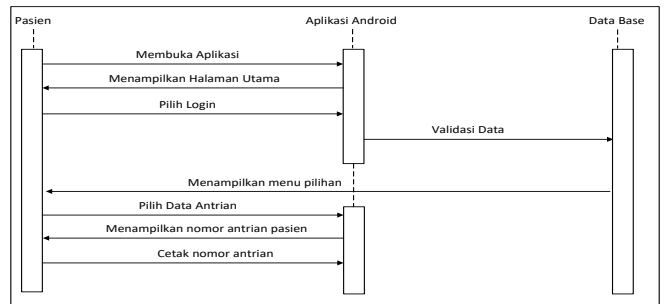 Pasien
Aplikasi Android
Data Base
Membuka Aplikasi
Menampilkan Halaman Utama
Pilih Login
Validasi Data
Menampilkan menu pilihan
Pilih Data Antrian
Menampilkan nomor antrian pasien
Cetak nomor antrian